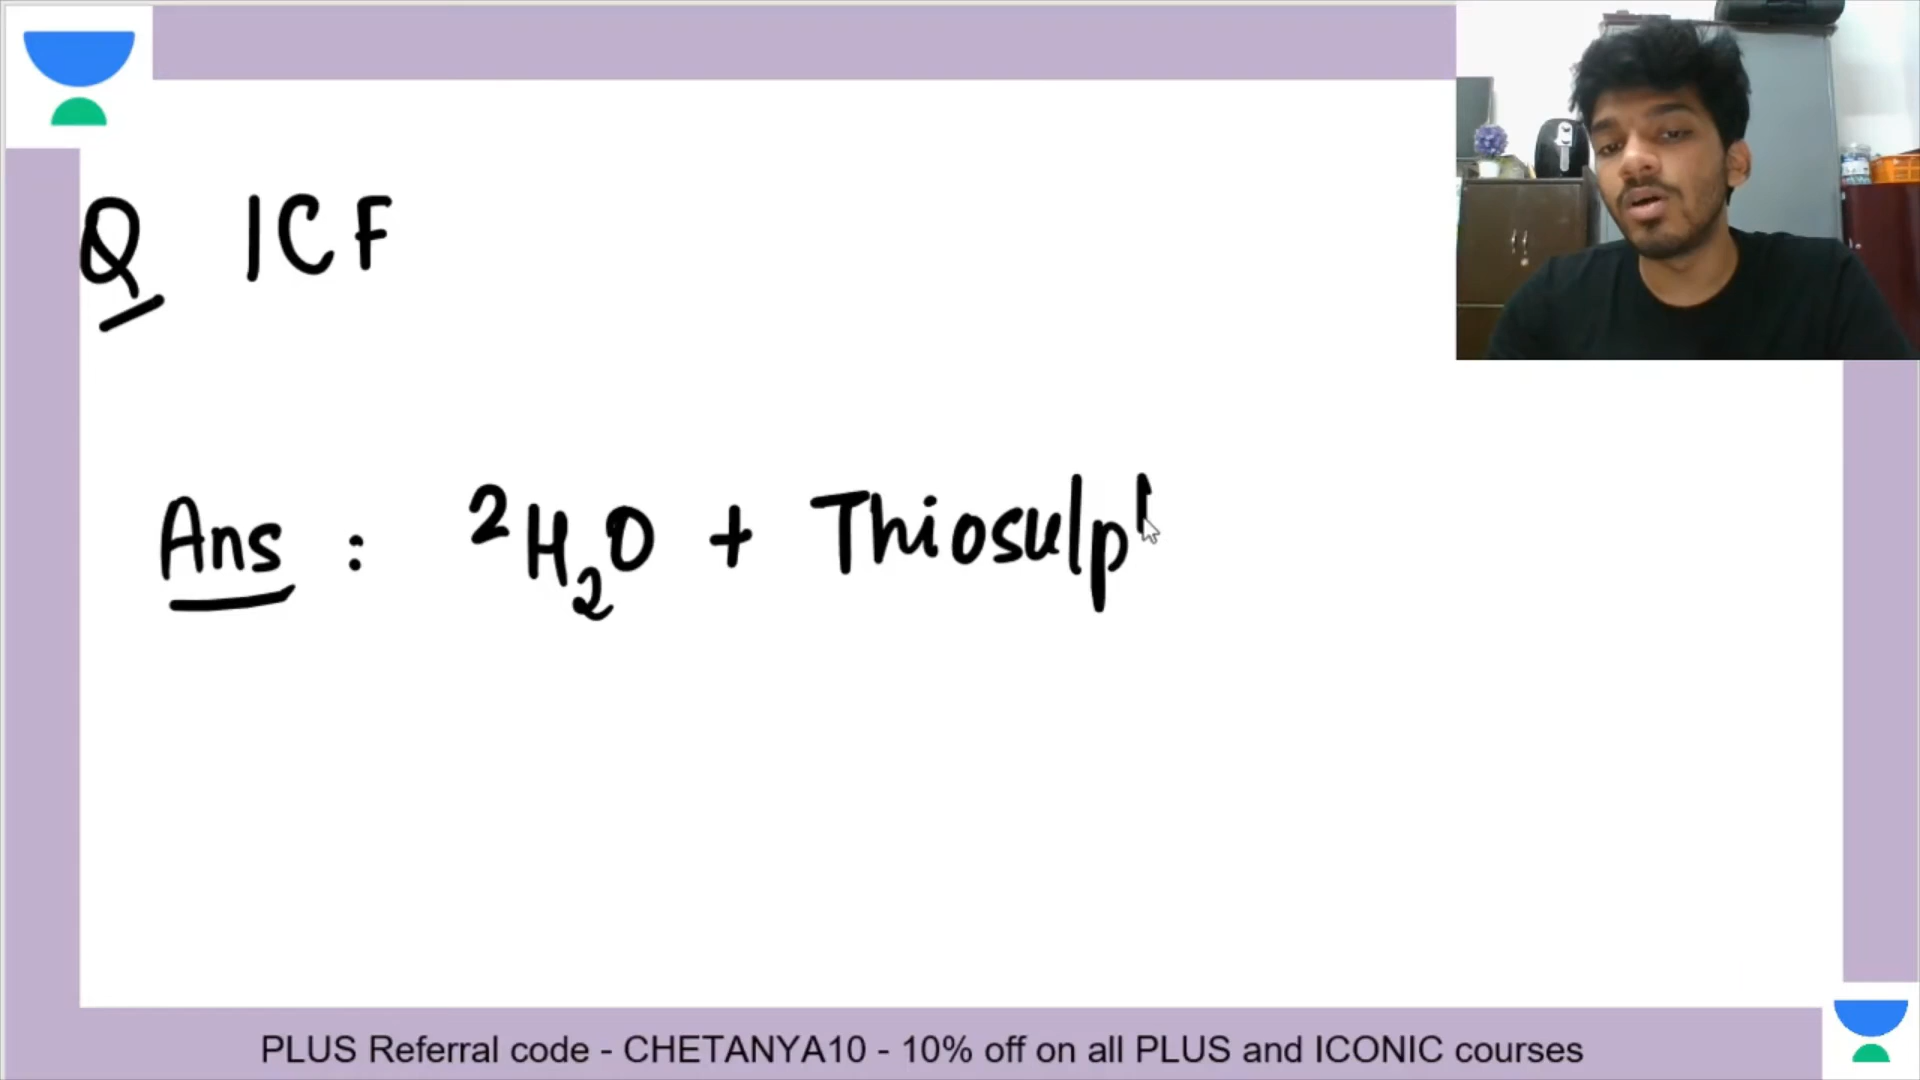 Q ICF
Ans : ²H₂O + Thiosulp
PLUS Referral code - CHETANYA10 - 10% off on all PLUS and ICONIC courses